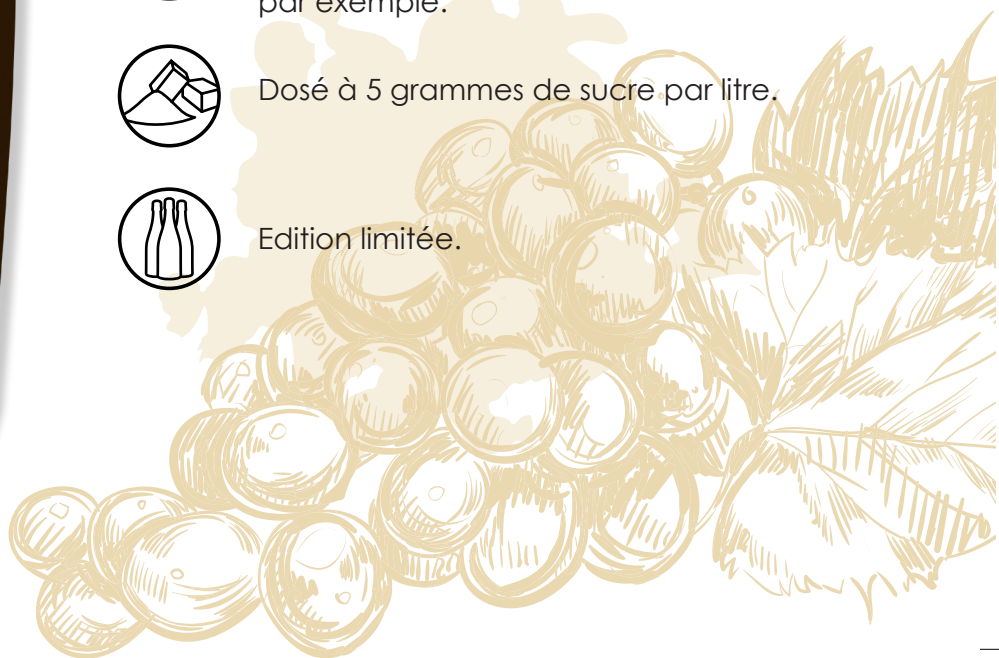 par exemple.
Dosé à 5 grammes de sucre par litre.
Edition limitée.